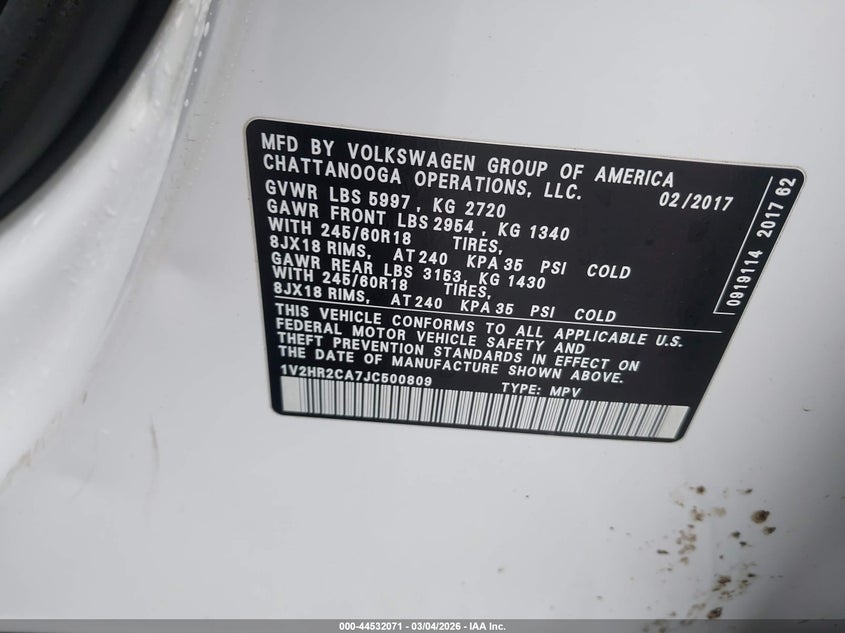 MFD BY VOLKSWAGEN GROUP OF AMERICA
CHATTANOOGA OPERATIONS, LLC.
02/2017
GVWR LBS 5997, KG 2720
GAWR FRONT LBS 2954, KG 1340
WITH 245/60R18 TIRES,
8JX18 RIMS, AT 240 KPA 35 PSI COLD
GAWR REAR LBS 3153, KG 1430
WITH 245/60R18 TIRES,
8JX18 RIMS, AT 240 KPA 35 PSI COLD
THIS VEHICLE CONFORMS TO ALL APPLICABLE U.S.
FEDERAL MOTOR VEHICLE SAFETY AND
THEFT PREVENTION STANDARDS IN EFFECT ON
THE DATE OF MANUFACTURE SHOWN ABOVE.
1V2HR2CA7JC500809 TYPE: MPV
0919114 2017 62
000-44532071 - 03/04/2026 - IAA Inc.